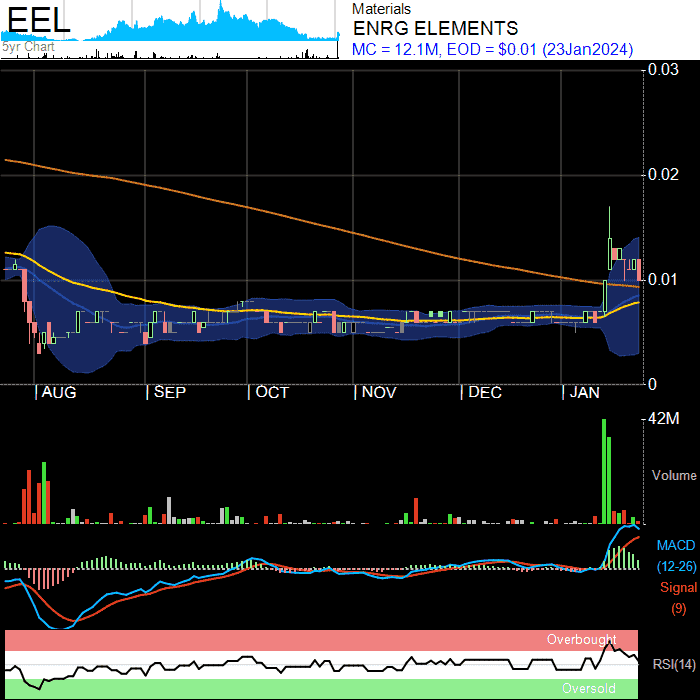 EEL
5yr Chart
Materials
ENRG ELEMENTS
MC = 12.1M, EOD = $0.01 (23Jan2024)
0.03
0.02
0.01
0
AUG SEP OCT NOV DEC JAN
42M
Volume
MACD
(12-26)
Signal
(9)
Overbought
RSI(14)
Oversold